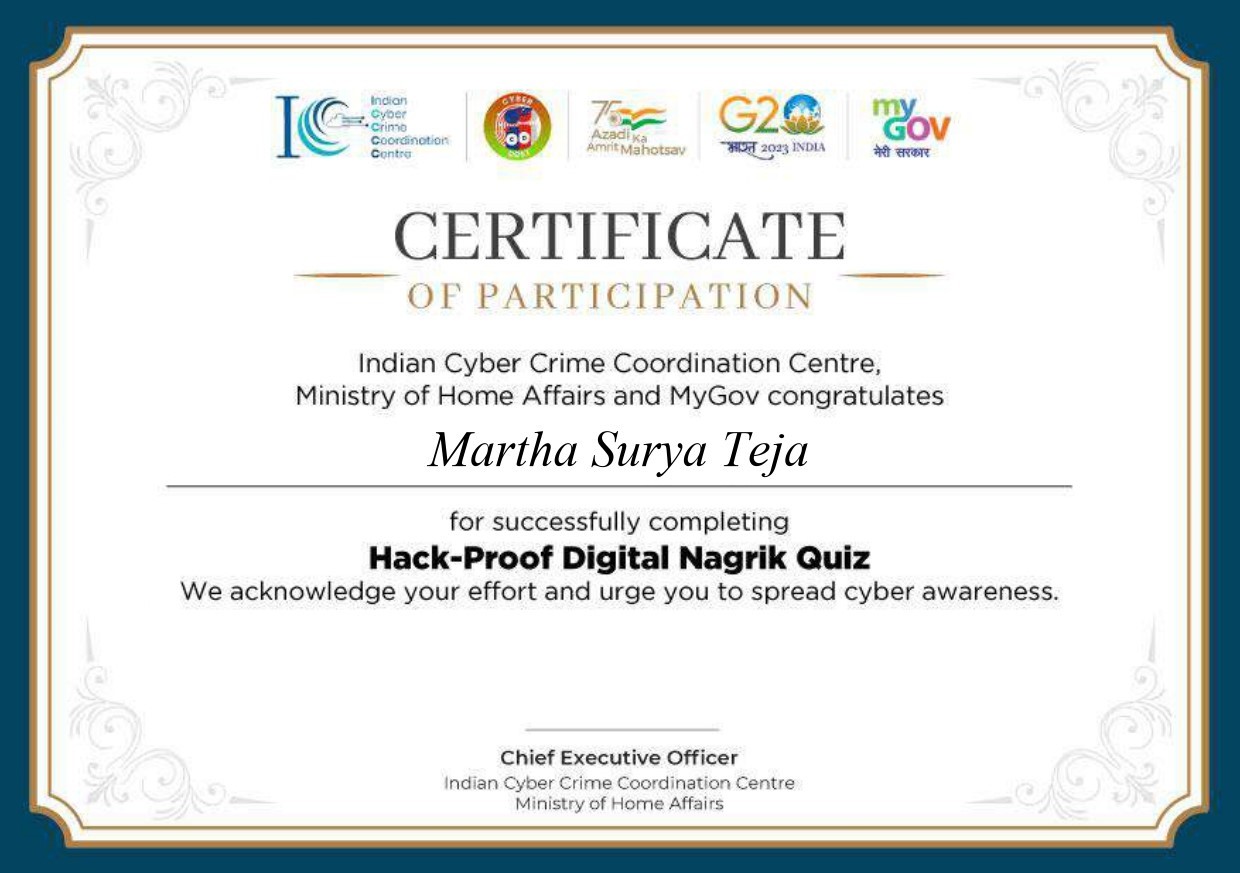 Indian
Cyber
Crime
Coordination
Centre
CYBER
DOST
75
Azadi Ka
Amrit Mahotsav
G20
भारत 2023 INDIA
my
GOV
मेरी सरकार
CERTIFICATE
OF PARTICIPATION
Indian Cyber Crime Coordination Centre,
Ministry of Home Affairs and MyGov congratulates
Martha Surya Teja
for successfully completing
Hack-Proof Digital Nagrik Quiz
We acknowledge your effort and urge you to spread cyber awareness.
Chief Executive Officer
Indian Cyber Crime Coordination Centre
Ministry of Home Affairs